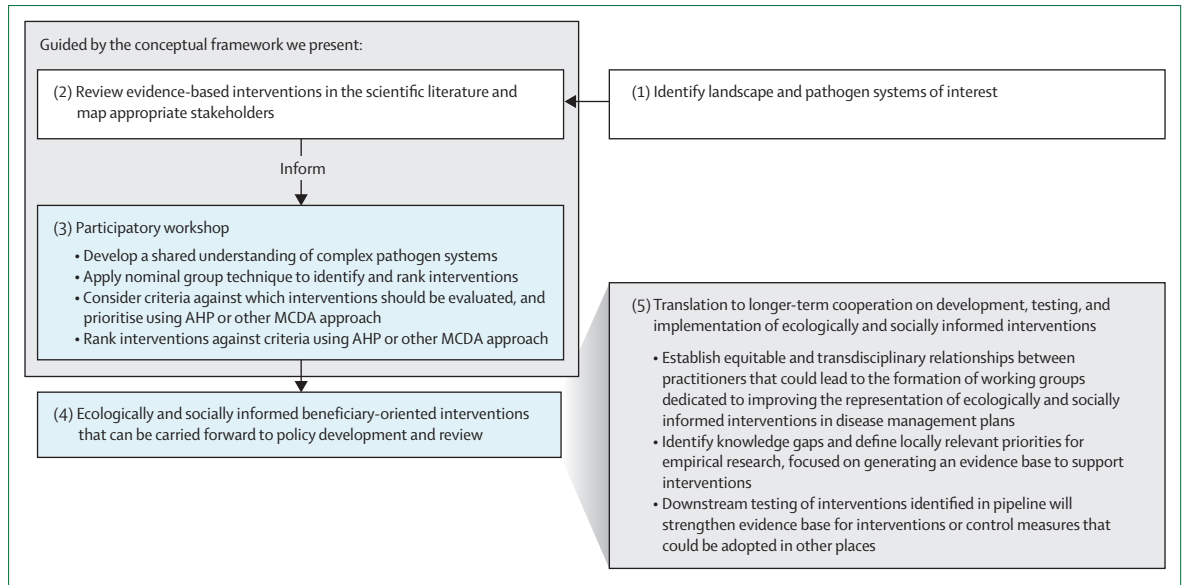 Guided by the conceptual framework we present:
(2) Review evidence-based interventions in the scientific literature and
map appropriate stakeholders
(1) Identify landscape and pathogen systems of interest
Inform
(3) Participatory workshop
• Develop a shared understanding of complex pathogen systems
• Apply nominal group technique to identify and rank interventions
• Consider criteria against which interventions should be evaluated, and
prioritise using AHP or other MCDA approach
• Rank interventions against criteria using AHP or other MCDA approach
(4) Ecologically and socially informed beneficiary-oriented interventions
that can be carried forward to policy development and review
(5) Translation to longer-term cooperation on development, testing, and
implementation of ecologically and socially informed interventions
• Establish equitable and transdisciplinary relationships between
practitioners that could lead to the formation of working groups
dedicated to improving the representation of ecologically and socially
informed interventions in disease management plans
• Identify knowledge gaps and define locally relevant priorities for
empirical research, focused on generating an evidence base to support
interventions
• Downstream testing of interventions identified in pipeline will
strengthen evidence base for interventions or control measures that
could be adopted in other places